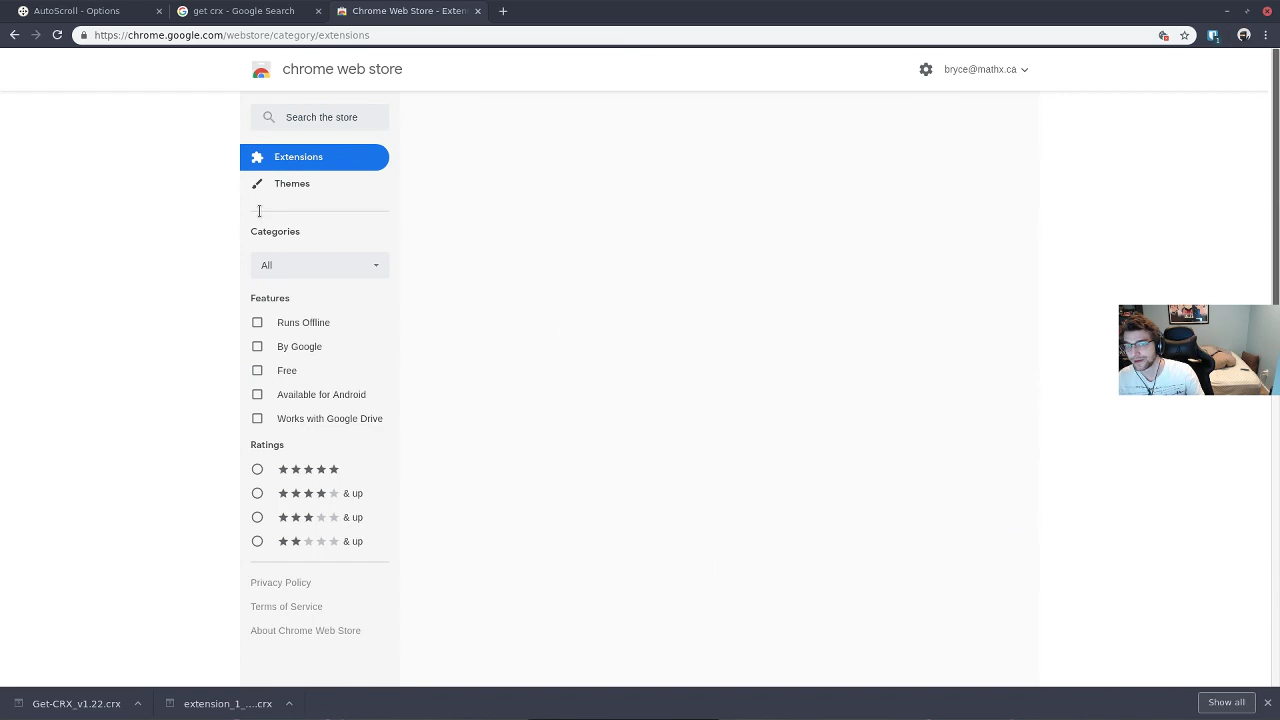 AutoScroll - Options
get crx - Google Search
Chrome Web Store - Exten
https://chrome.google.com/webstore/category/extensions
chrome web store
bryce@mathx.ca
Search the store
Extensions
Themes
Categories
All
Features
Runs Offline
By Google
Free
Available for Android
Works with Google Drive
Ratings
& up
& up
& up
Privacy Policy
Terms of Service
About Chrome Web Store
Get-CRX_v1.22.crx
extension_1_....crx
Show all